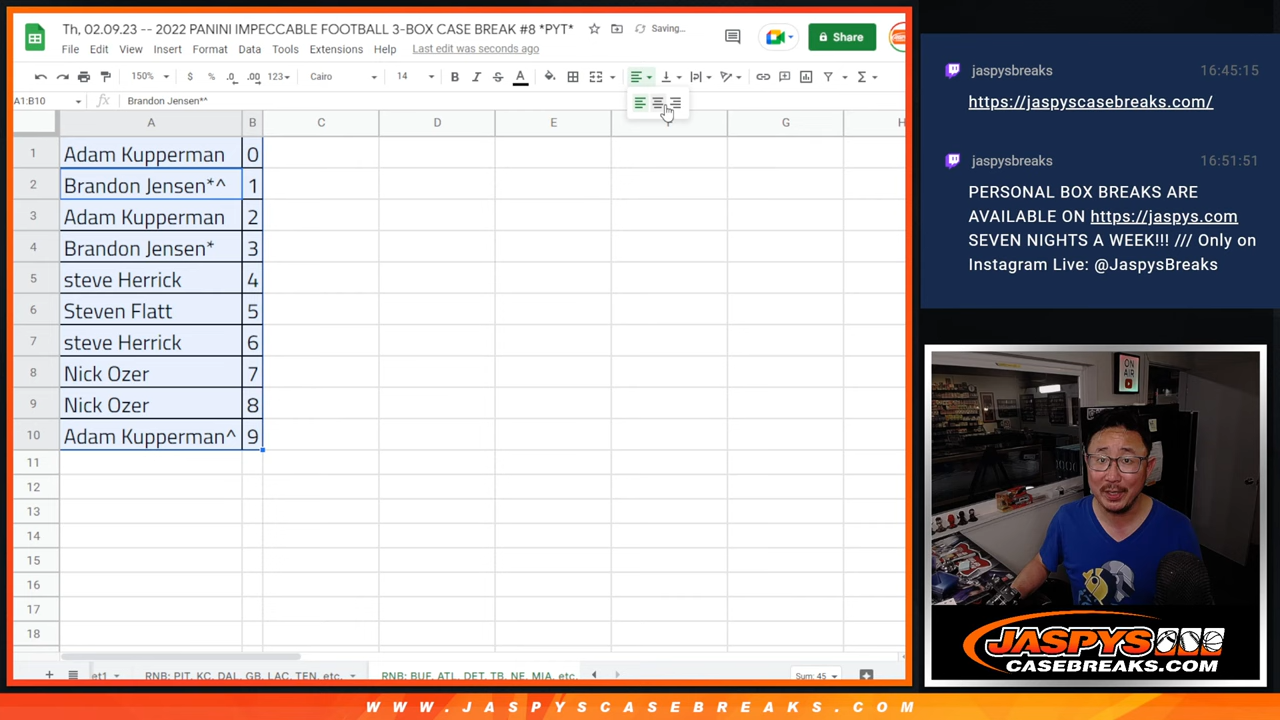 Th, 02.09.23 -- 2022 PANINI IMPECCABLE FOOTBALL 3-BOX CASE BREAK #8 *PYT*
Saving...
Share
File Edit View Insert Format Data Tools Extensions Help Last edit was seconds ago
150% $ % .0 .00 123 Cairo 14 B I S A
A1:B10 fx Brandon Jensen*^
A B C D E F G H
1 Adam Kupperman 0
2 Brandon Jensen*^ 1
3 Adam Kupperman 2
4 Brandon Jensen* 3
5 steve Herrick 4
6 Steven Flatt 5
7 steve Herrick 6
8 Nick Ozer 7
9 Nick Ozer 8
10 Adam Kupperman^ 9
11
12
13
14
15
16
17
18
et1 RNB: PIT, KC, DAL, GB, LAC, TEN, etc. RNB: BUF, ATL, DET, TB, NE, MIA, etc. Sum: 45
jaspysbreaks 16:45:15
https://jaspyscasebreaks.com/
jaspysbreaks 16:51:51
PERSONAL BOX BREAKS ARE
AVAILABLE ON https://jaspys.com
SEVEN NIGHTS A WEEK!!! /// Only on
Instagram Live: @JaspysBreaks
ON
AIR
JASPYS
CASEBREAKS.COM
WWW.JASPYSCASEBREAKS.COM